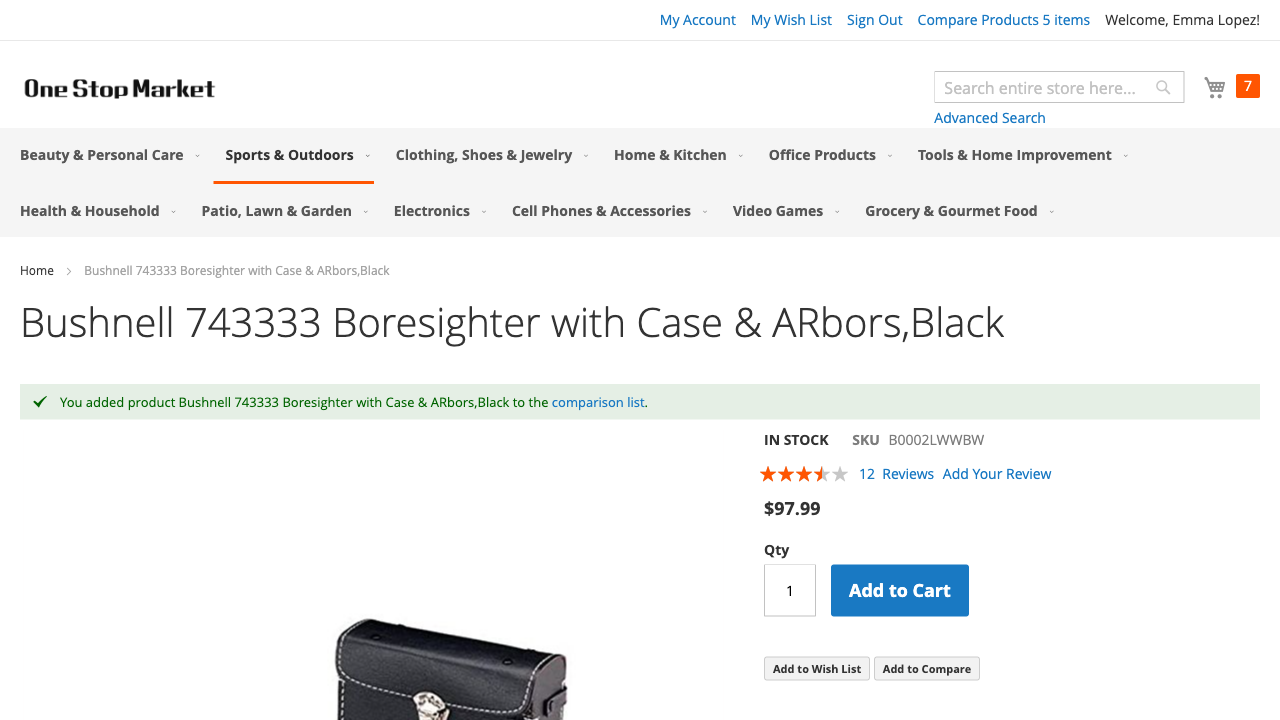 My Account My Wish List Sign Out Compare Products 5 items Welcome, Emma Lopez!
One Stop Market
Search entire store here...
7
Advanced Search
Beauty & Personal Care Sports & Outdoors Clothing, Shoes & Jewelry Home & Kitchen Office Products Tools & Home Improvement
Health & Household Patio, Lawn & Garden Electronics Cell Phones & Accessories Video Games Grocery & Gourmet Food
Home Bushnell 743333 Boresighter with Case & ARbors,Black
Bushnell 743333 Boresighter with Case & ARbors,Black
You added product Bushnell 743333 Boresighter with Case & ARbors,Black to the comparison list.
IN STOCK SKU B0002LWWBW
12 Reviews Add Your Review
$97.99
Qty
1 Add to Cart
Add to Wish List Add to Compare